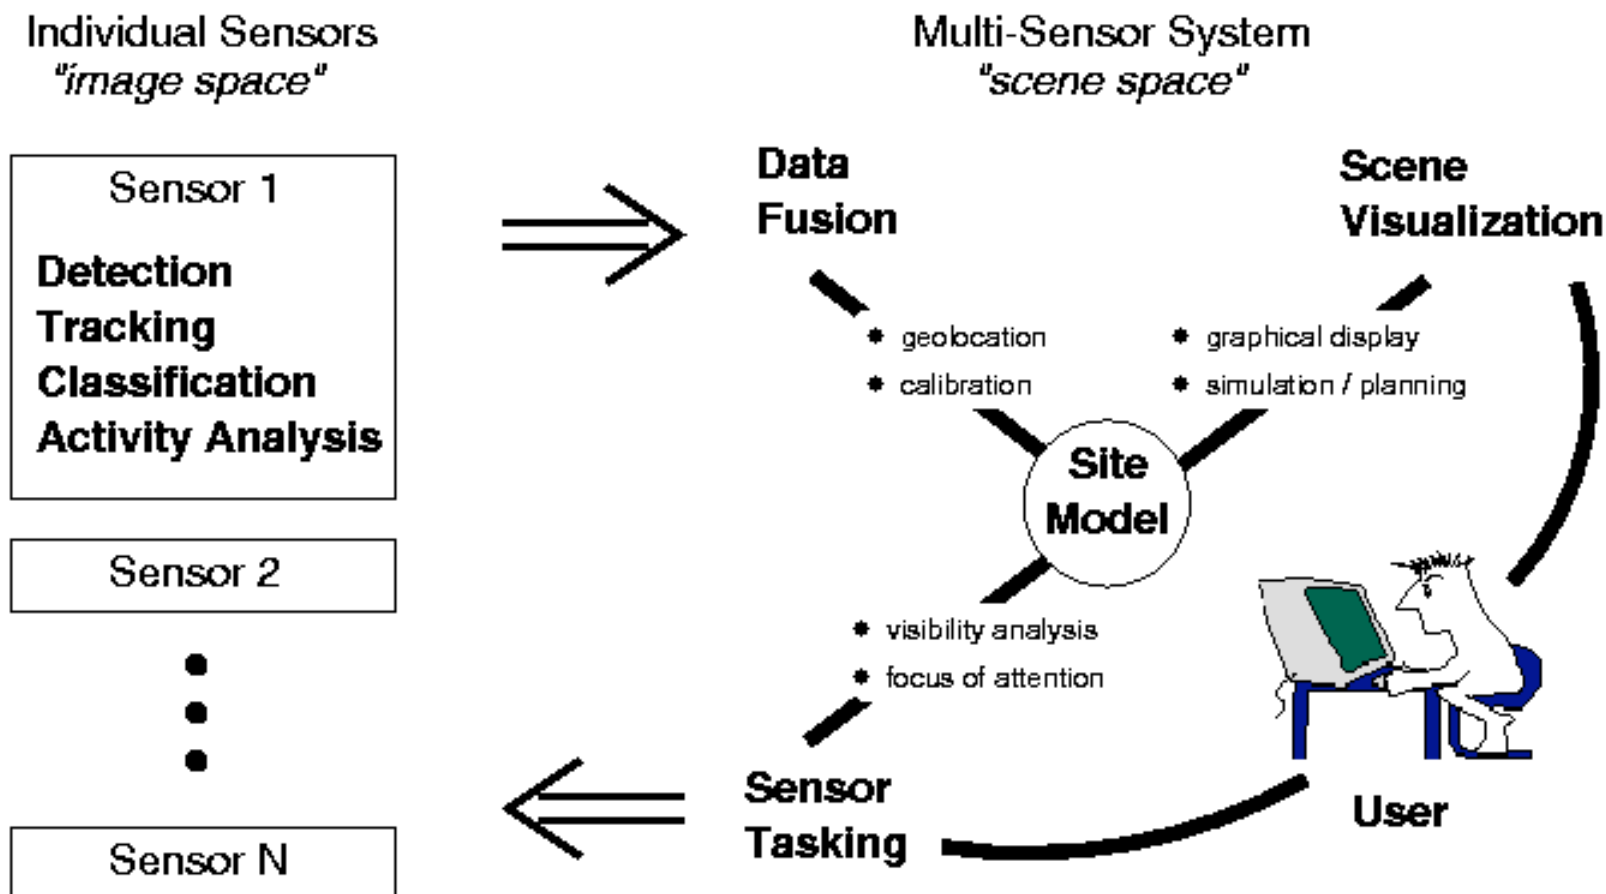 Individual Sensors
"image space"
Multi-Sensor System
"scene space"
Sensor 1
Detection
Tracking
Classification
Activity Analysis
Sensor 2
Sensor N
Data
Fusion
Scene
Visualization
geolocation
calibration
graphical display
simulation / planning
Site
Model
visibility analysis
focus of attention
Sensor
Tasking
User